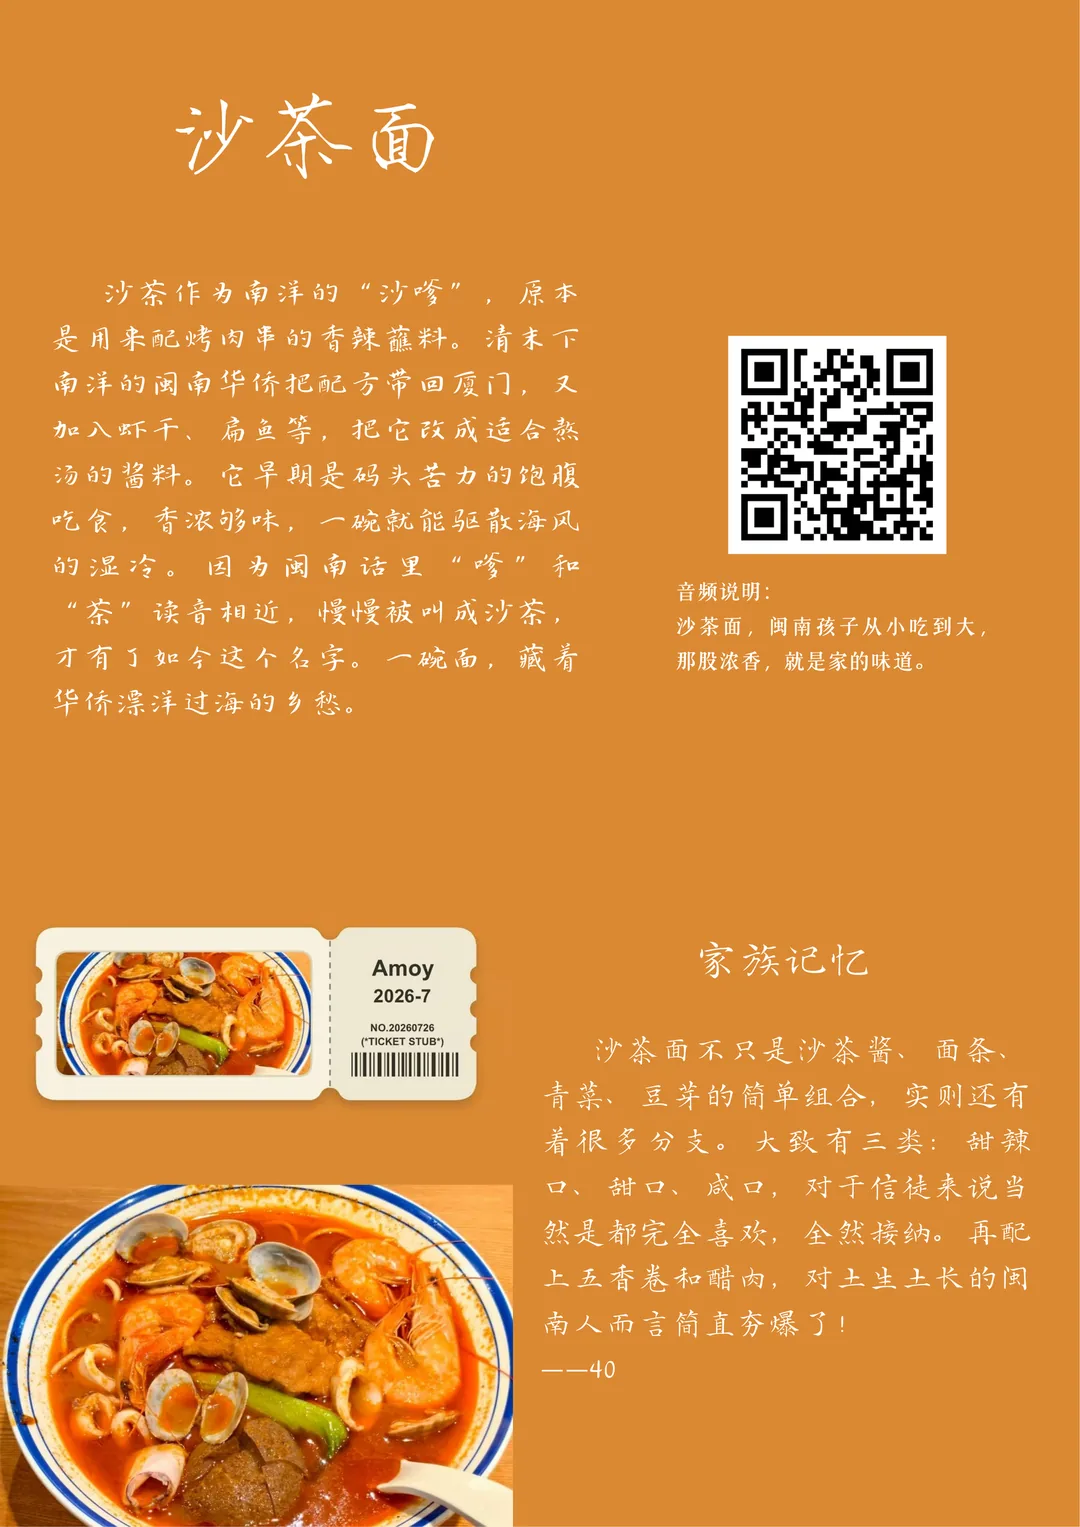 沙茶面
沙茶作为南洋的“沙嗲”，原本
是用来配烤肉串的香辣蘸料。清末下
南洋的闽南华侨把配方带回厦门，又
加入虾干、扁鱼等，把它改成适合熬
汤的酱料。它早期是码头苦力的饱腹
吃食，香浓够味，一碗就能驱散海风
的湿冷。因为闽南话里“嗲”和
“茶”读音相近，慢慢被叫成沙茶，
才有了如今这个名字。一碗面，藏着
华侨漂洋过海的乡愁。
音频说明：
沙茶面，闽南孩子从小吃到大，
那股浓香，就是家的味道。
Amoy
2026-7
NO.20260726
(*TICKET STUB*)
家族记忆
沙茶面不只是沙茶酱、面条、
青菜、豆芽的简单组合，实则还有
着很多分支。大致有三类：甜辣
口、甜口、咸口，对于信徒来说当
然是都完全喜欢，全然接纳。再配
上五香卷和醋肉，对土生土长的闽
南人而言简直夯爆了！
——40